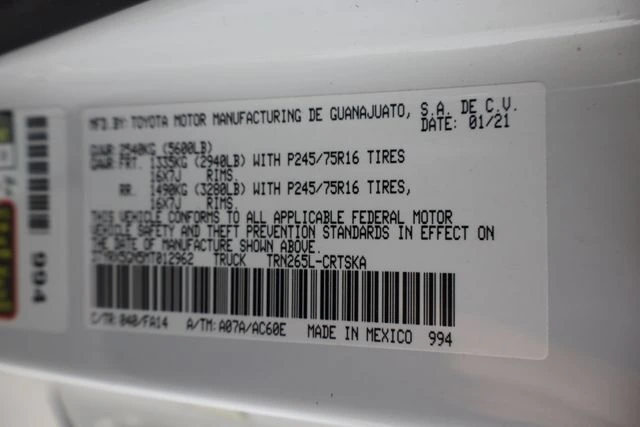 MFD.BY: TOYOTA MOTOR MANUFACTURING DE GUANAJUATO, S.A. DE C.V.
DATE: 01/21
GVWR 2540KG (5600LB)
GAWR: FRT. 1335KG (2940LB) WITH P245/75R16 TIRES
16X7J RIMS,
RR. 1490KG (3280LB) WITH P245/75R16 TIRES,
16X7J RIMS.
THIS VEHICLE CONFORMS TO ALL APPLICABLE FEDERAL MOTOR
VEHICLE SAFETY AND THEFT PREVENTION STANDARDS IN EFFECT ON
THE DATE OF MANUFACTURE SHOWN ABOVE.
TRUCK TRN265L-CRTSKA
C/TR: 040/FA14 A/TM: A07A/AC60E MADE IN MEXICO 994
994